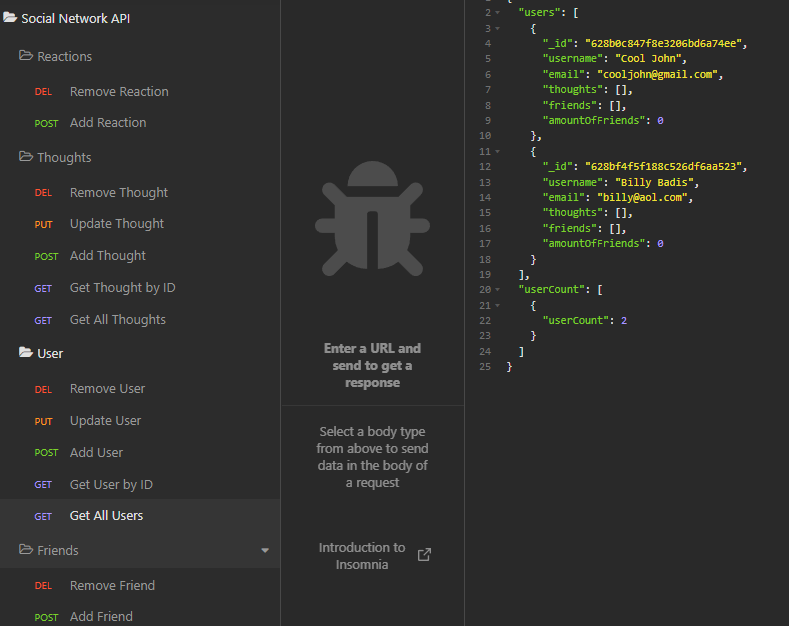 Social Network API
Reactions
DEL Remove Reaction
POST Add Reaction
Thoughts
DEL Remove Thought
PUT Update Thought
POST Add Thought
GET Get Thought by ID
GET Get All Thoughts
User
DEL Remove User
PUT Update User
POST Add User
GET Get User by ID
GET Get All Users
Friends
DEL Remove Friend
POST Add Friend
Enter a URL and
send to get a
response
Select a body type
from above to send
data in the body of
a request
Introduction to
Insomnia
2 "users": [
3 {
4 "_id": "628b0c847f8e3206bd6a74ee",
5 "username": "Cool John",
6 "email": "cooljohn@gmail.com",
7 "thoughts": [],
8 "friends": [],
9 "amountOfFriends": 0
10 },
11 {
12 "_id": "628bf4f5f188c526df6aa523",
13 "username": "Billy Badis",
14 "email": "billy@aol.com",
15 "thoughts": [],
16 "friends": [],
17 "amountOfFriends": 0
18 }
19 ],
20 "userCount": [
21 {
22 "userCount": 2
23 }
24 ]
25 }